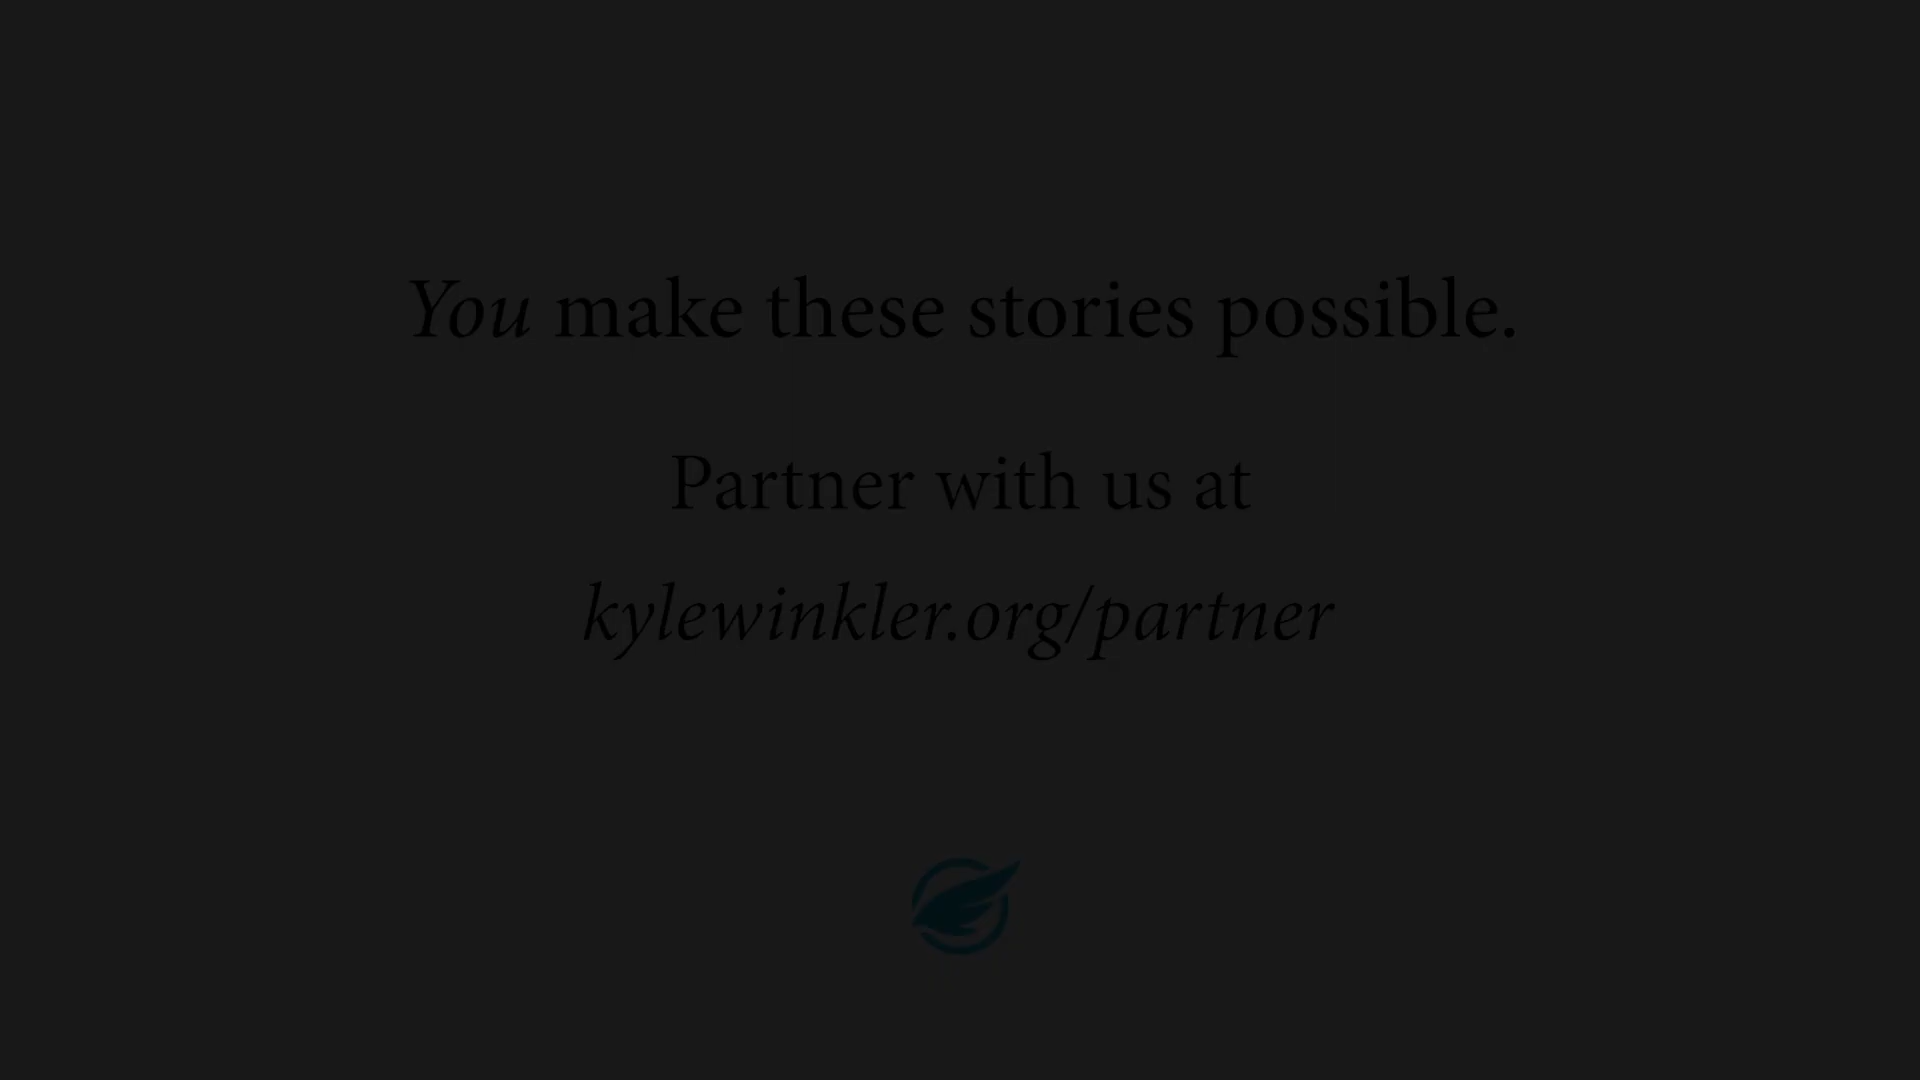 You make these stories possible.
Partner with us at
kylewinkler.org/partner